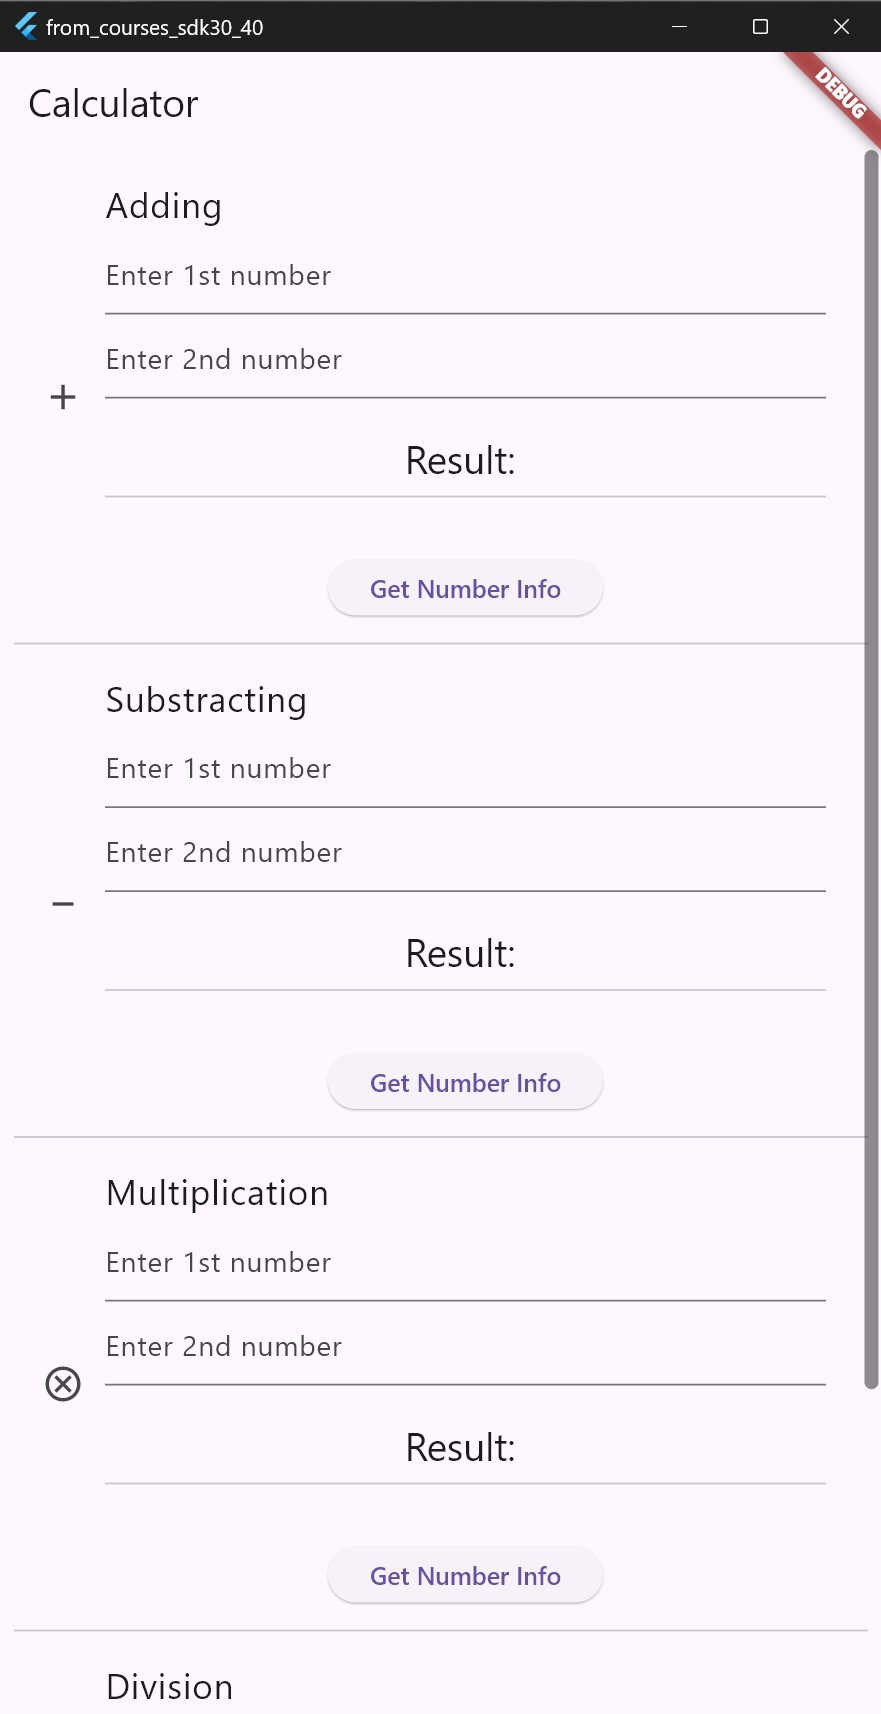 from_courses_sdk30_40
DEBUG
Calculator
Adding
Enter 1st number
Enter 2nd number
Result:
Get Number Info
Substracting
Enter 1st number
Enter 2nd number
Result:
Get Number Info
Multiplication
Enter 1st number
Enter 2nd number
Result:
Get Number Info
Division